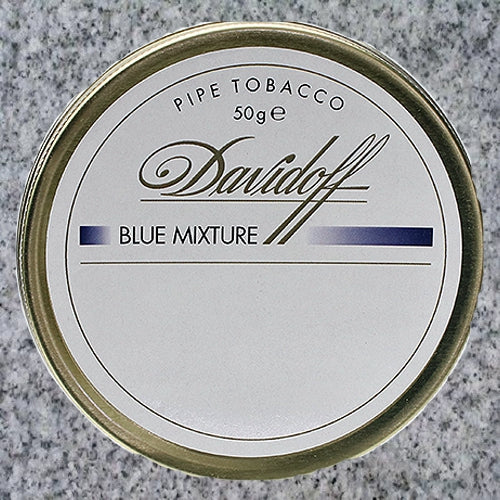 PIPE TOBACCO
50g℮
Davidoff
BLUE MIXTURE